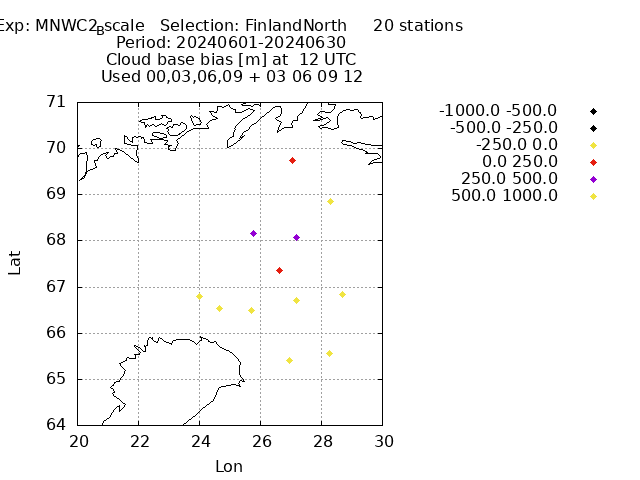 Exp: MNWC2Bscale   Selection: FinlandNorth     20 stations
Period: 20240601-20240630
Cloud base bias [m] at  12 UTC
Used 00,03,06,09 + 03 06 09 12
-1000.0 -500.0
-500.0 -250.0
-250.0 0.0
0.0 250.0
250.0 500.0
500.0 1000.0
71
70
69
68
67
66
65
64
Lat
20 22 24 26 28 30
Lon